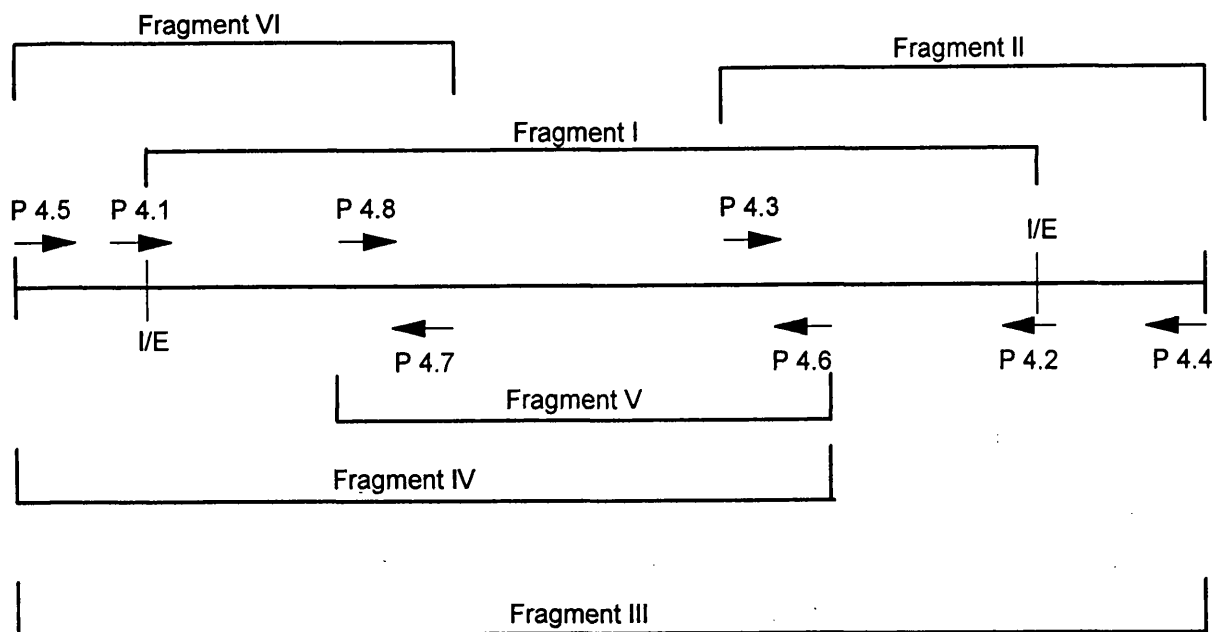 Fragment VI
Fragment II
Fragment I
P 4.5 P 4.1 P 4.8 P 4.3
I/E
I/E
P 4.7 P 4.6 P 4.2 P 4.4
Fragment V
Fragment IV
Fragment III